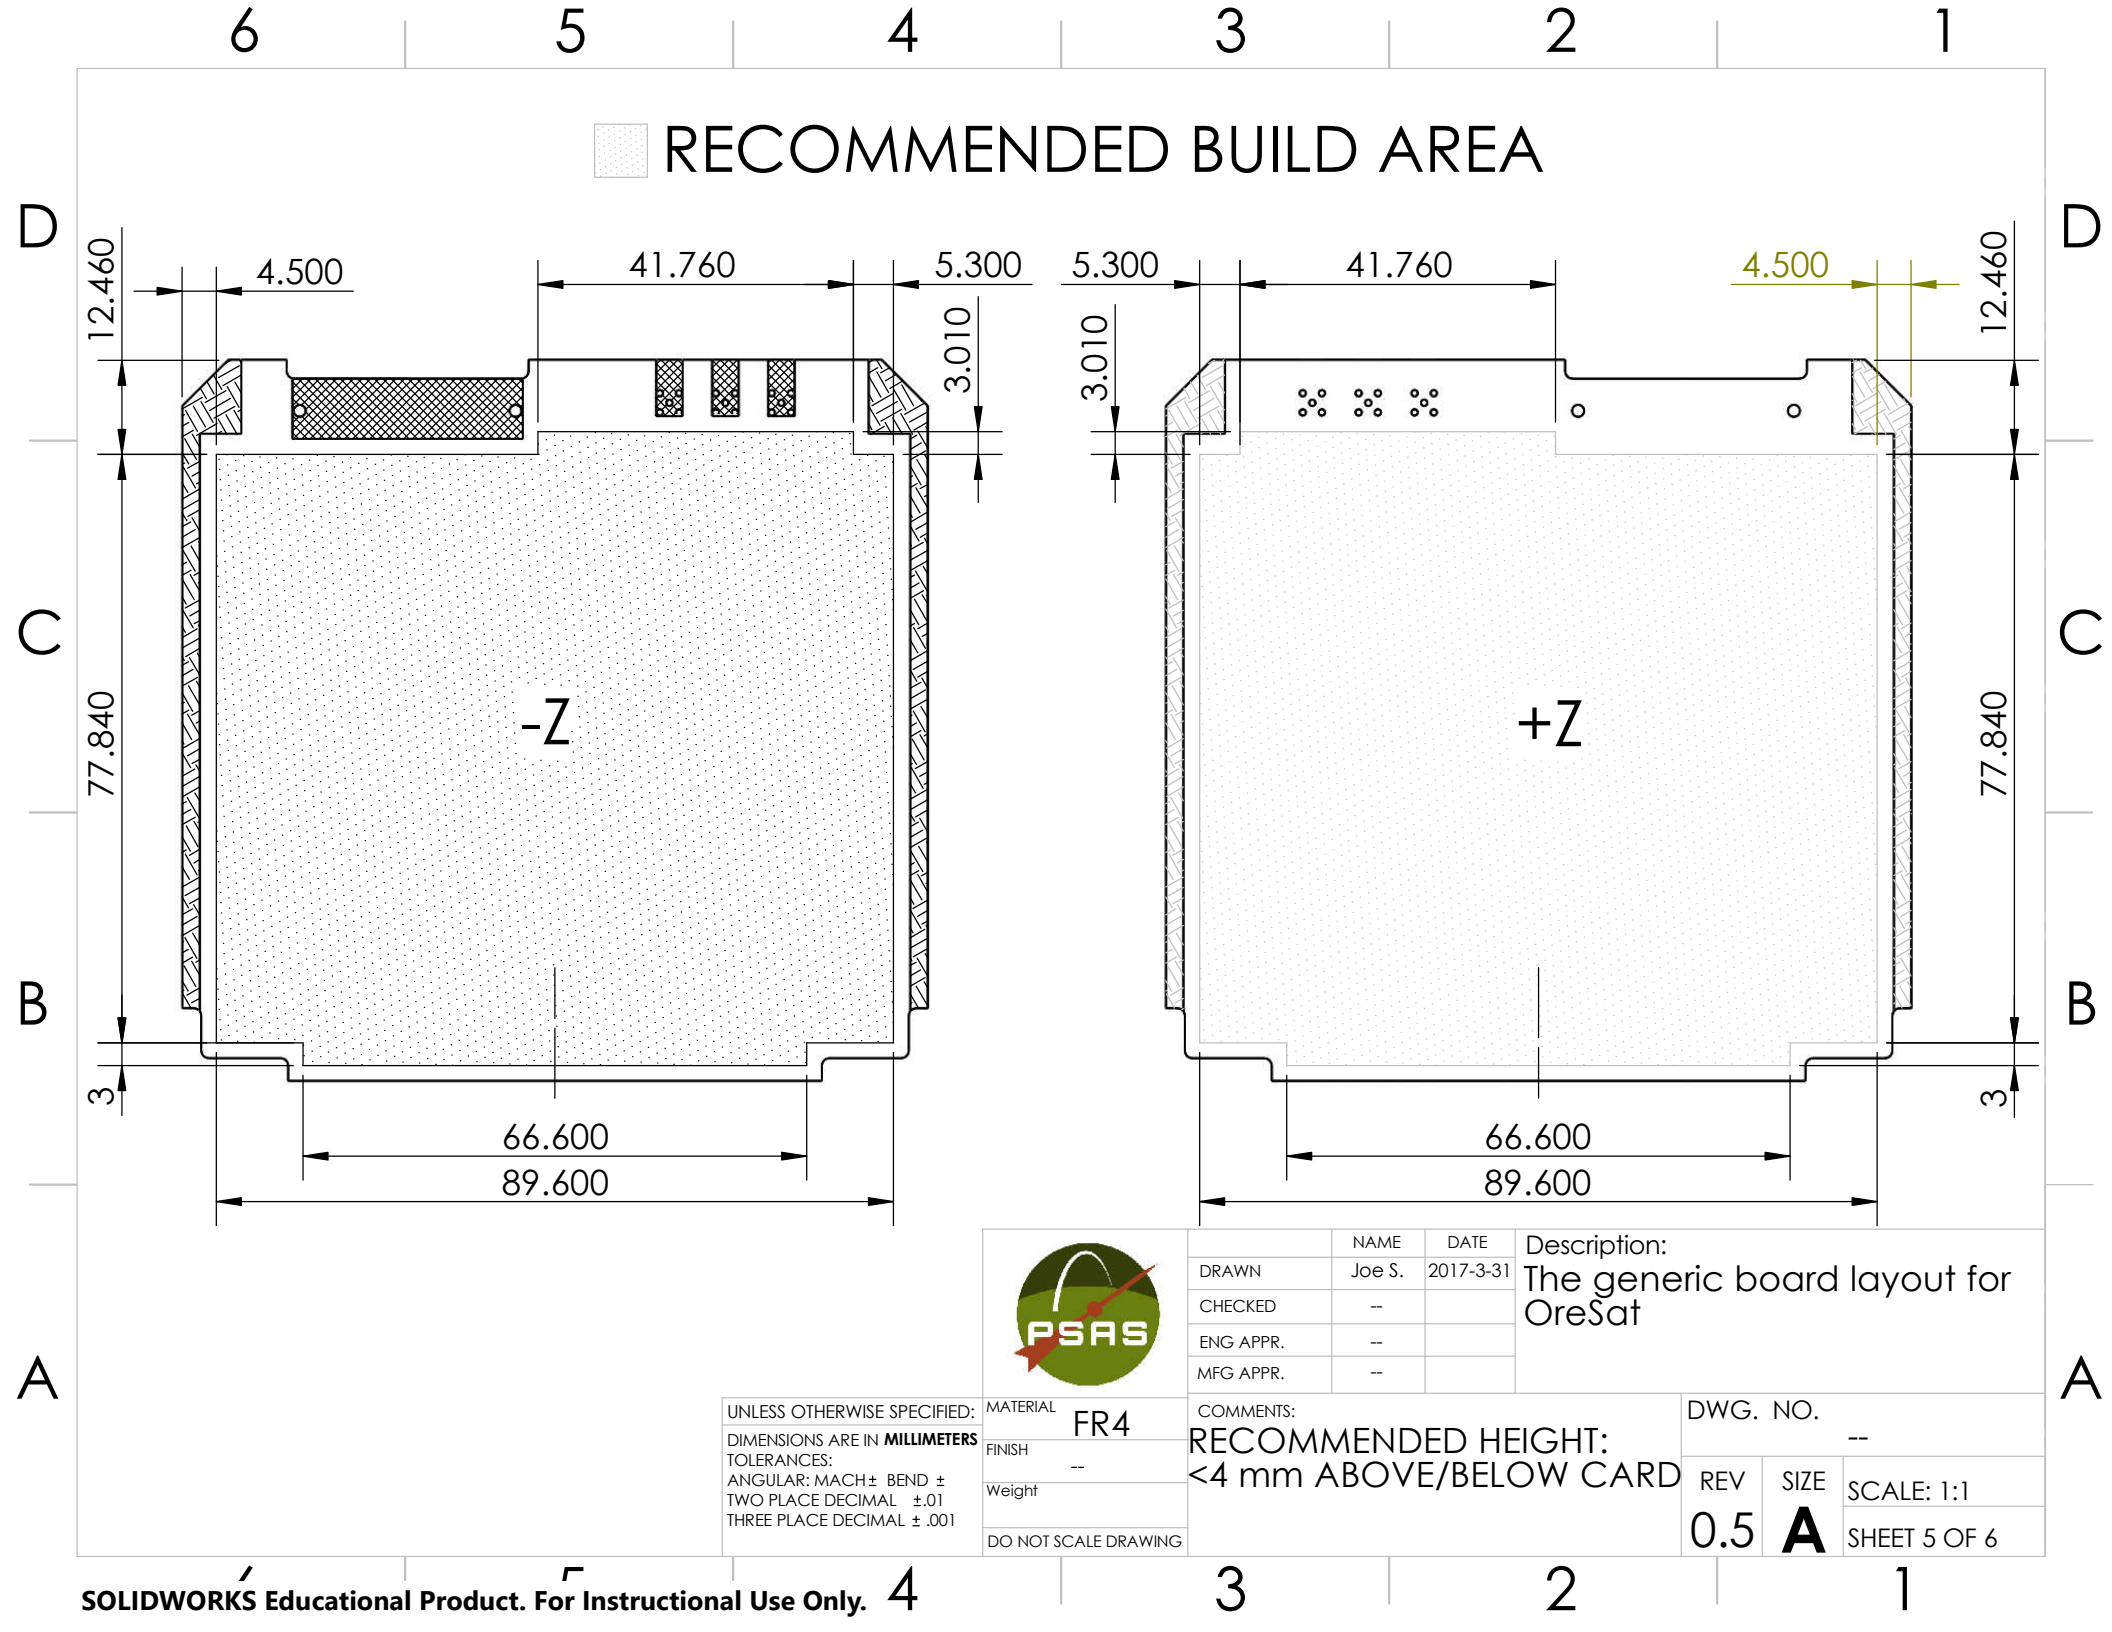 6 5 4 3 2 1
RECOMMENDED BUILD AREA
D D
12.460 4.500 41.760 5.300 3.010
5.300 3.010 41.760 4.500 12.460
C C
77.840 -Z
+Z 77.840
B B
3 3
66.600 66.600
89.600 89.600
A A
PSAS
NAME DATE
DRAWN Joe S. 2017-3-31
CHECKED --
ENG APPR. --
MFG APPR. --
Description:
The generic board layout for
OreSat
UNLESS OTHERWISE SPECIFIED:
DIMENSIONS ARE IN MILLIMETERS
TOLERANCES:
ANGULAR: MACH± BEND ±
TWO PLACE DECIMAL ±.01
THREE PLACE DECIMAL ± .001
MATERIAL
FR4
FINISH
--
Weight
DO NOT SCALE DRAWING
COMMENTS:
RECOMMENDED HEIGHT:
<4 mm ABOVE/BELOW CARD
DWG. NO.
--
REV
0.5
SIZE
A
SCALE: 1:1
SHEET 5 OF 6
4 3 2 1
SOLIDWORKS Educational Product. For Instructional Use Only.